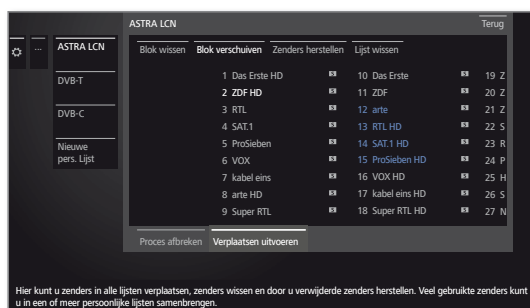 ASTRA LCN
Terug
...
ASTRA LCN
DVB-T
DVB-C
Nieuwe
pers. Lijst
Blok wissen Blok verschuiven Zenders herstellen Lijst wissen
1 Das Erste HD S 10 Das Erste S 19 Z
2 ZDF HD S 11 ZDF S 20 Z
3 RTL S 12 arte S 21 Z
4 SAT.1 S 13 RTL HD S 22 S
5 ProSieben S 14 SAT.1 HD S 23 R
6 VOX S 15 ProSieben HD S 24 P
7 kabel eins S 16 VOX HD S 25 H
8 arte HD S 17 kabel eins HD S 26 S
9 Super RTL S 18 Super RTL HD S 27 N
Proces afbreken Verplaatsen uitvoeren
Hier kunt u zenders in alle lijsten verplaatsen, zenders wissen en door u verwijderde zenders herstellen. Veel gebruikte zenders kunt
u in een of meer persoonlijke lijsten samenbrengen.